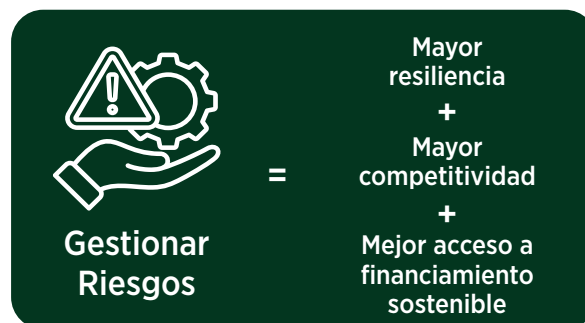 Gestionar
Riesgos
=
Mayor
resiliencia
+
Mayor
competitividad
+
Mejor acceso a
financiamiento
sostenible